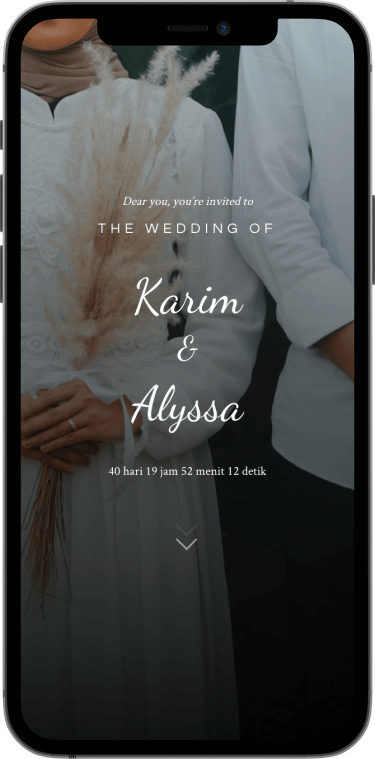 Dear you, you're invited to
THE WEDDING OF
Karim
&
Alyssa
40 hari 19 jam 52 menit 12 detik